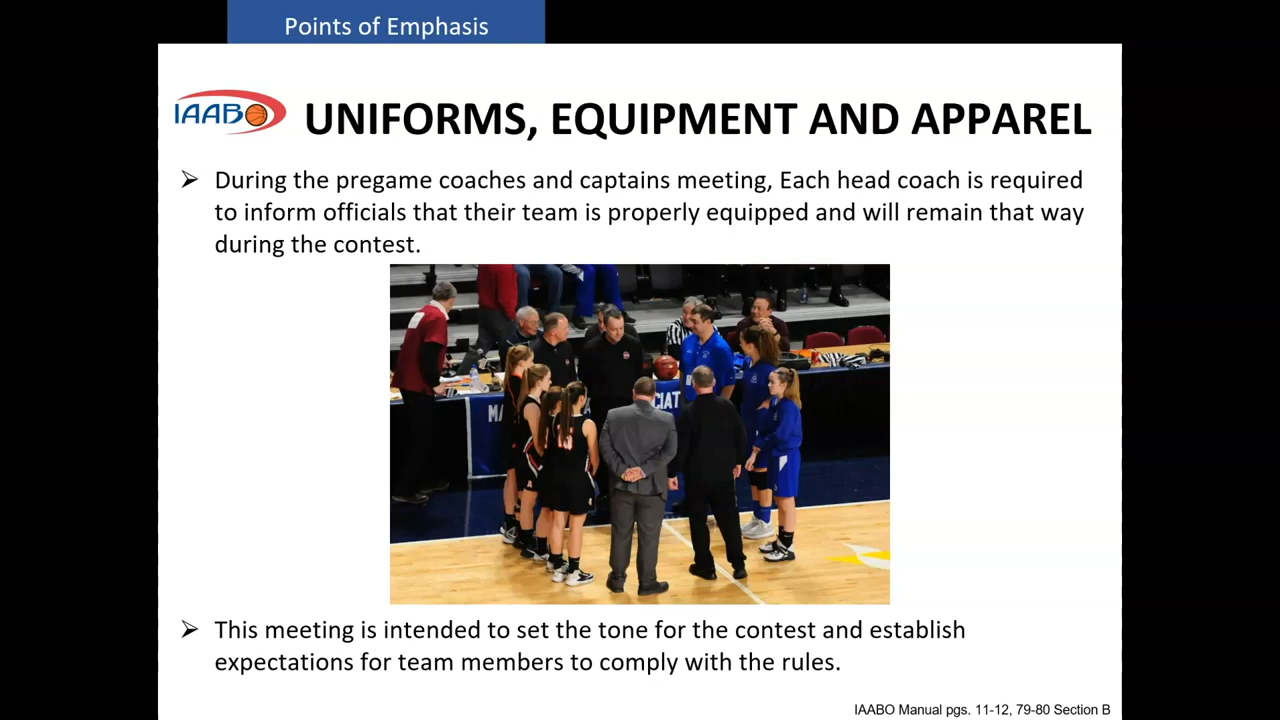 Points of Emphasis
IAABO
UNIFORMS, EQUIPMENT AND APPAREL
➢ During the pregame coaches and captains meeting, Each head coach is required
to inform officials that their team is properly equipped and will remain that way
during the contest.
MA
CIAT
➢ This meeting is intended to set the tone for the contest and establish
expectations for team members to comply with the rules.
IAABO Manual pgs. 11-12, 79-80 Section B